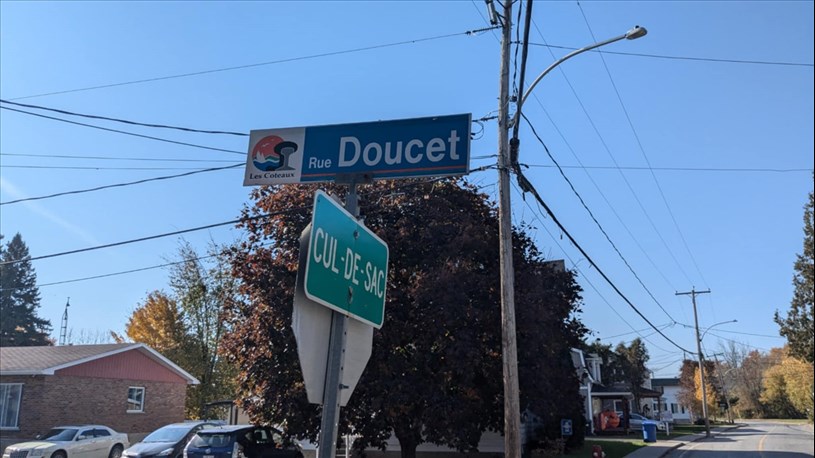 Rue Doucet
Les Coteaux
CUL-DE-SAC